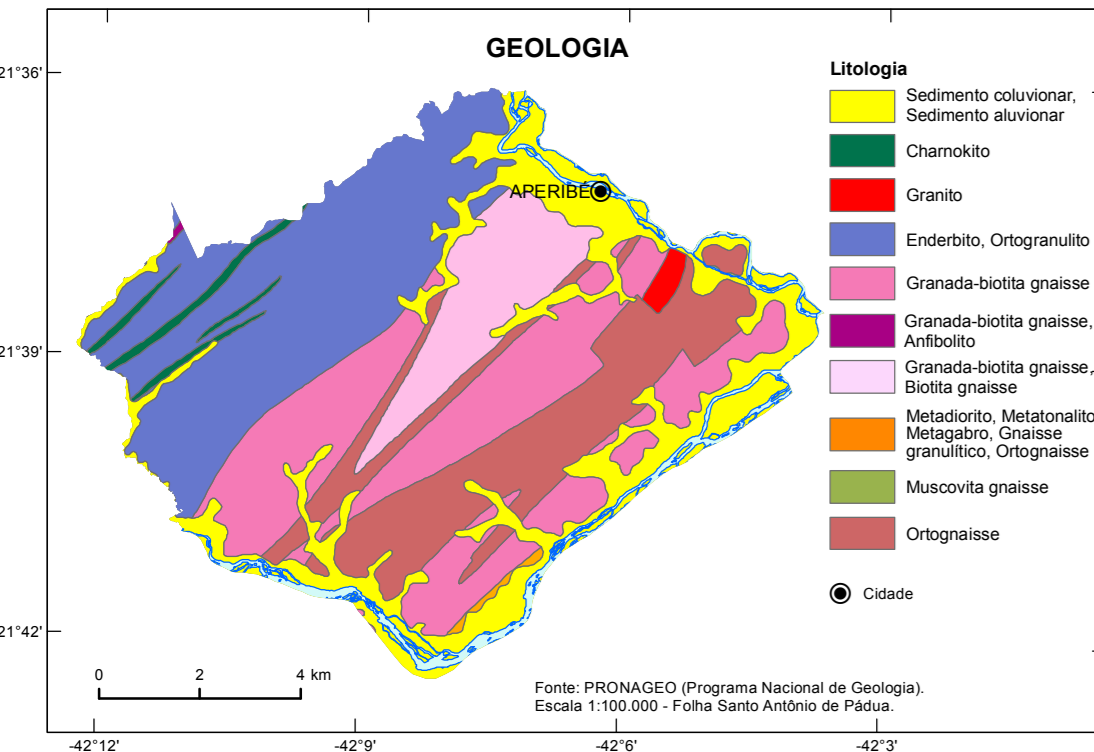 GEOLOGIA
21°36'
21°39'
21°42'
APERIBÉ
Litologia
Sedimento coluvionar,
Sedimento aluvionar
Charnokito
Granito
Enderbito, Ortogranulito
Granada-biotita gnaisse
Granada-biotita gnaisse,
Anfibolito
Granada-biotita gnaisse,
Biotita gnaisse
Metadiorito, Metatonalito
Metagabro, Gnaisse
granulítico, Ortognaisse
Muscovita gnaisse
Ortognaisse
Cidade
0 2 4 km
Fonte: PRONAGEO (Programa Nacional de Geologia).
Escala 1:100.000 - Folha Santo Antônio de Pádua.
-42°12' -42°9' -42°6' -42°3'